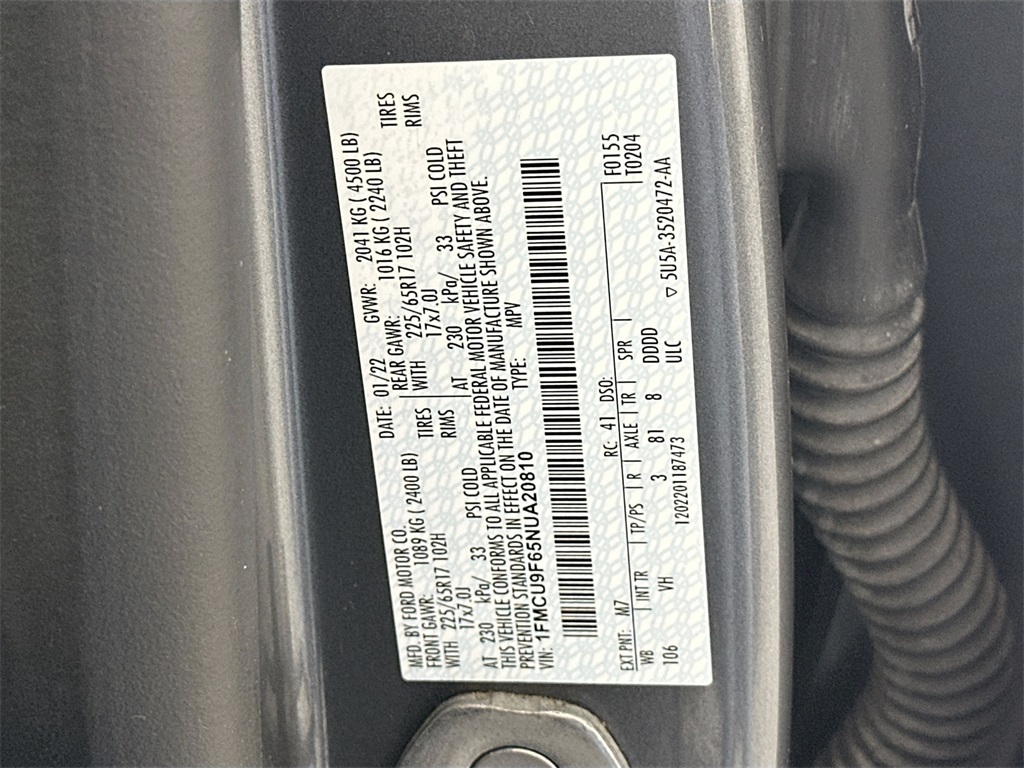 MFD. BY FORD MOTOR CO. DATE: 01/22 GVWR: 2041 KG ( 4500 LB)
FRONT GAWR: 1089 KG ( 2400 LB) REAR GAWR: 1016 KG ( 2240 LB)
WITH 225/65R17 102H TIRES WITH 225/65R17 102H TIRES
17x7.0J RIMS 17x7.0J RIMS
AT 230 kPa/ 33 PSI COLD AT 230 kPa/ 33 PSI COLD
THIS VEHICLE CONFORMS TO ALL APPLICABLE FEDERAL MOTOR VEHICLE SAFETY AND THEFT
PREVENTION STANDARDS IN EFFECT ON THE DATE OF MANUFACTURE SHOWN ABOVE.
VIN: 1FMCU9F65NUA20810 TYPE: MPV
EXT PNT: M7 RC: 41 DSO: F0155
WB INT TR TP/PS R AXLE TR SPR T0204
106 VH 3 81 8 DDDD
1202201187473 ULC 5U5A-3520472-AA